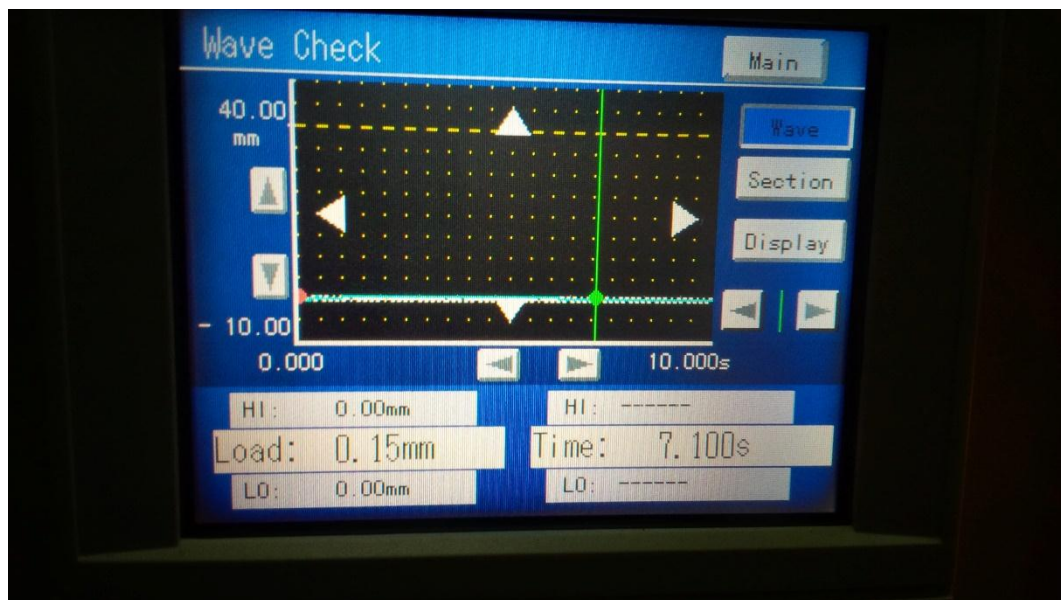 Wave Check
Main
40.00
mm
Wave
Section
Display
- 10.00
0.000
10.000s
HI: 0.00mm
HI: ------
Load: 0.15mm
Time: 7.100s
LO: 0.00mm
LO: ------